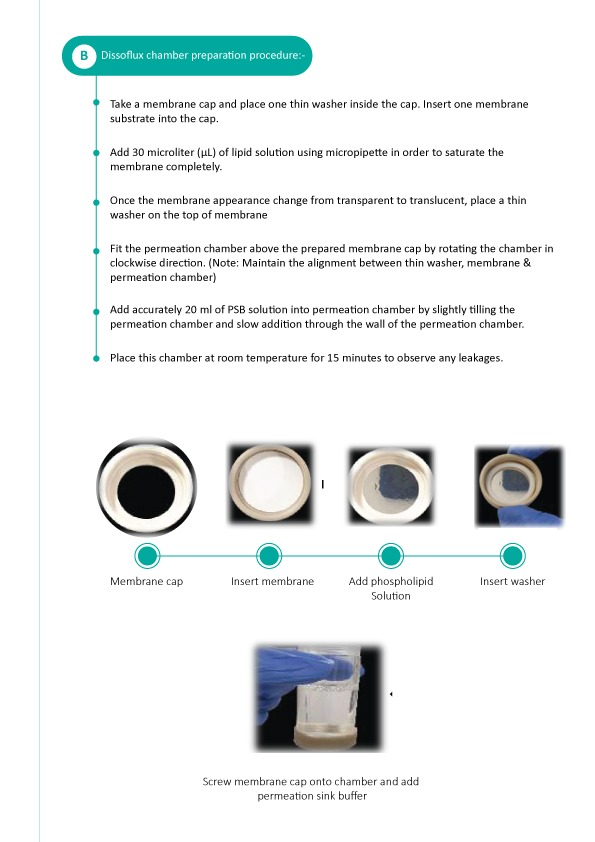 B Dissoflux chamber preparation procedure:-
Take a membrane cap and place one thin washer inside the cap. Insert one membrane
substrate into the cap.
Add 30 microliter (µL) of lipid solution using micropipette in order to saturate the
membrane completely.
Once the membrane appearance change from transparent to translucent, place a thin
washer on the top of membrane
Fit the permeation chamber above the prepared membrane cap by rotating the chamber in
clockwise direction. (Note: Maintain the alignment between thin washer, membrane &
permeation chamber)
Add accurately 20 ml of PSB solution into permeation chamber by slightly tilling the
permeation chamber and slow addition through the wall of the permeation chamber.
Place this chamber at room temperature for 15 minutes to observe any leakages.
Membrane cap
Insert membrane
Add phospholipid
Solution
Insert washer
Screw membrane cap onto chamber and add
permeation sink buffer